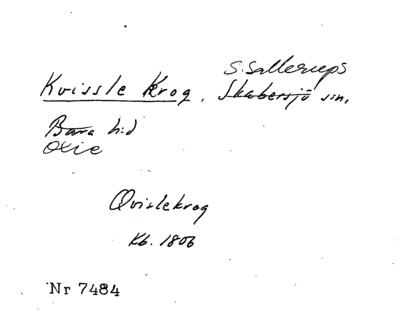 S. Sallerups
Kvissle Krog, Skabersjö sn,
Bara h:d
Oxie
Qvislekrog
Kb. 1806
Nr 7484